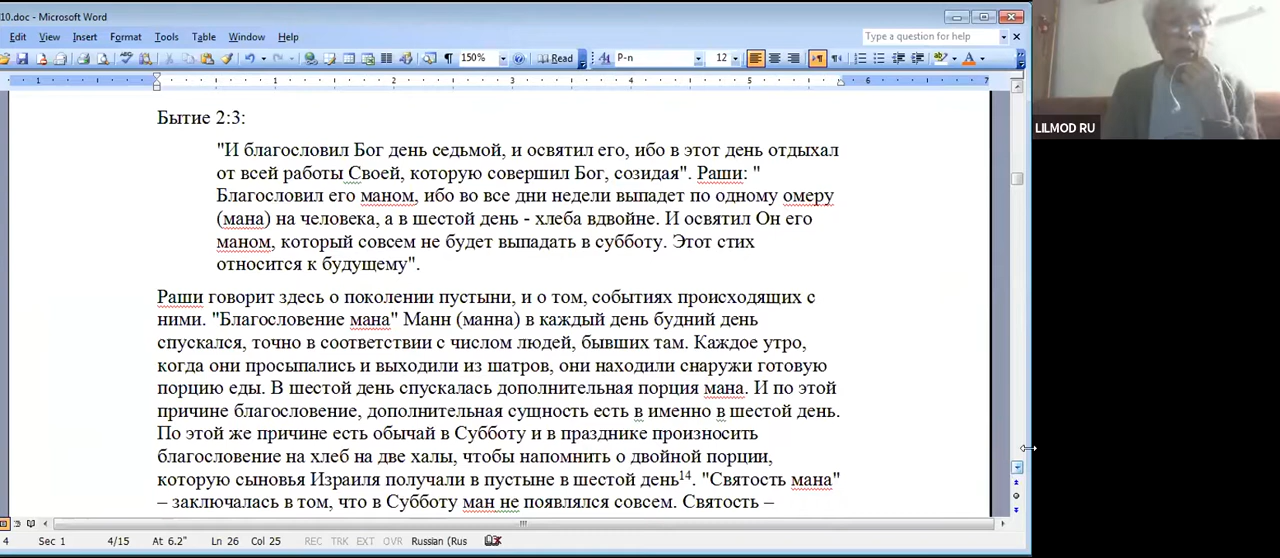 10.doc - Microsoft Word
Edit View Insert Format Tools Table Window Help Type a question for help
150% Read P-n 12
1 1 2 3 4 5 6 7
Бытие 2:3:
"И благословил Бог день седьмой, и освятил его, ибо в этот день отдыхал
от всей работы Своей, которую совершил Бог, созидая". Раши: "
Благословил его маном, ибо во все дни недели выпадет по одному омеру
(мана) на человека, а в шестой день - хлеба вдвойне. И освятил Он его
маном, который совсем не будет выпадать в субботу. Этот стих
относится к будущему".
Раши говорит здесь о поколении пустыни, и о том, событиях происходящих с
ними. "Благословение мана" Манн (манна) в каждый день будний день
спускался, точно в соответствии с числом людей, бывших там. Каждое утро,
когда они просыпались и выходили из шатров, они находили снаружи готовую
порцию еды. В шестой день спускалась дополнительная порция мана. И по этой
причине благословение, дополнительная сущность есть в именно в шестой день.
По этой же причине есть обычай в Субботу и в празднике произносить
благословение на хлеб на две халы, чтобы напомнить о двойной порции,
которую сыновья Израиля получали в пустыне в шестой день14. "Святость мана"
– заключалась в том, что в Субботу ман не появлялся совсем. Святость –
4 Sec 1 4/15 At 6.2" Ln 26 Col 25 REC TRK EXT OVR Russian (Rus
LILMOD RU